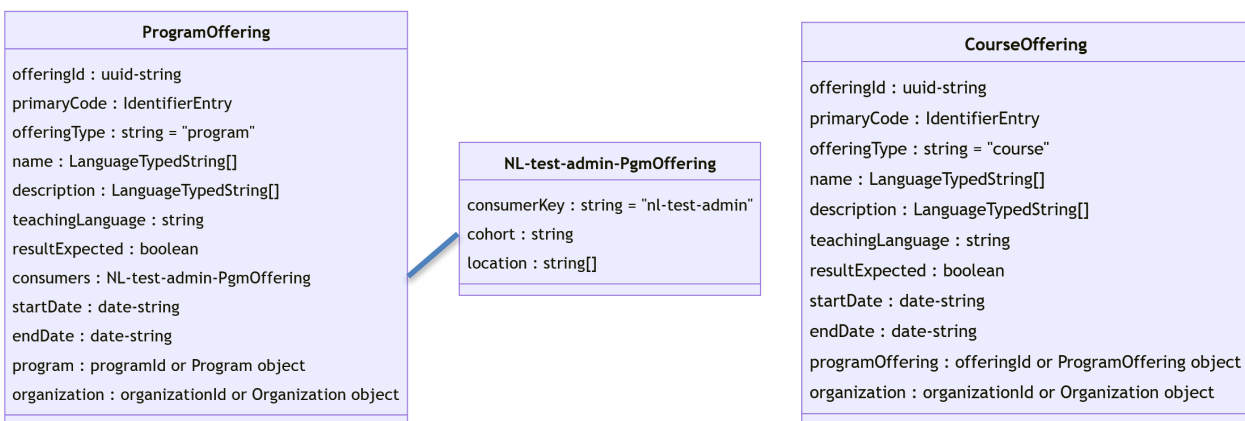 ProgramOffering
offeringId : uuid-string
primaryCode : IdentifierEntry
offeringType : string = "program"
name : LanguageTypedString[]
description : LanguageTypedString[]
teachingLanguage : string
resultExpected : boolean
consumers : NL-test-admin-PgmOffering
startDate : date-string
endDate : date-string
program : programId or Program object
organization : organizationId or Organization object
NL-test-admin-PgmOffering
consumerKey : string = "nl-test-admin"
cohort : string
location : string[]
CourseOffering
offeringId : uuid-string
primaryCode : IdentifierEntry
offeringType : string = "course"
name : LanguageTypedString[]
description : LanguageTypedString[]
teachingLanguage : string
resultExpected : boolean
startDate : date-string
endDate : date-string
programOffering : offeringId or ProgramOffering object
organization : organizationId or Organization object